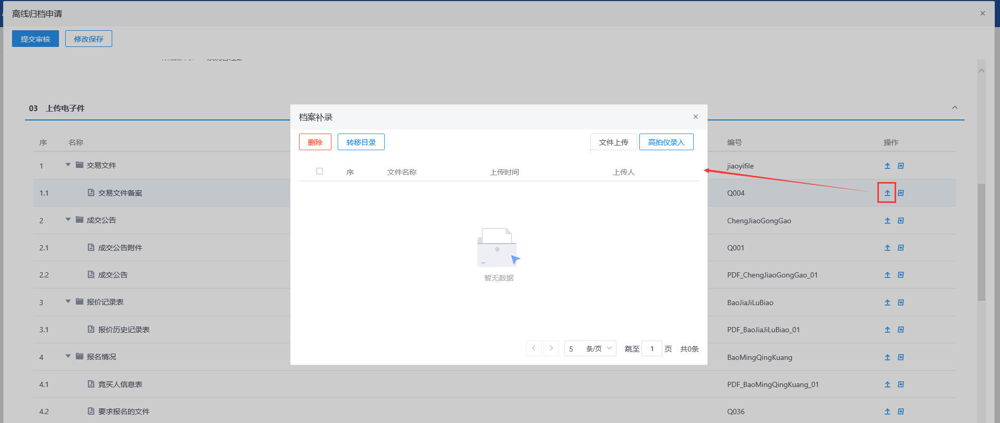 离线归档申请
提交审核 修改保存
03 上传电子件
序 名称 编号 操作
1 交易文件 jiaoyifile
1.1 交易文件备案 Q004
2 成交公告 ChengJiaoGongGao
2.1 成交公告附件 Q001
2.2 成交公告 PDF_ChengJiaoGongGao_01
3 报价记录表 BaoJiaJiLuBiao
3.1 报价历史记录表 PDF_BaoJiaJiLuBiao_01
4 报名情况 BaoMingQingKuang
4.1 竞买人信息表 PDF_BaoMingQingKuang_01
4.2 要求报名的文件 Q036
档案补录
删除 转移目录 文件上传 高拍仪录入
序 文件名称 上传时间 上传人
暂无数据
5 条/页 跳至 1 页 共0条